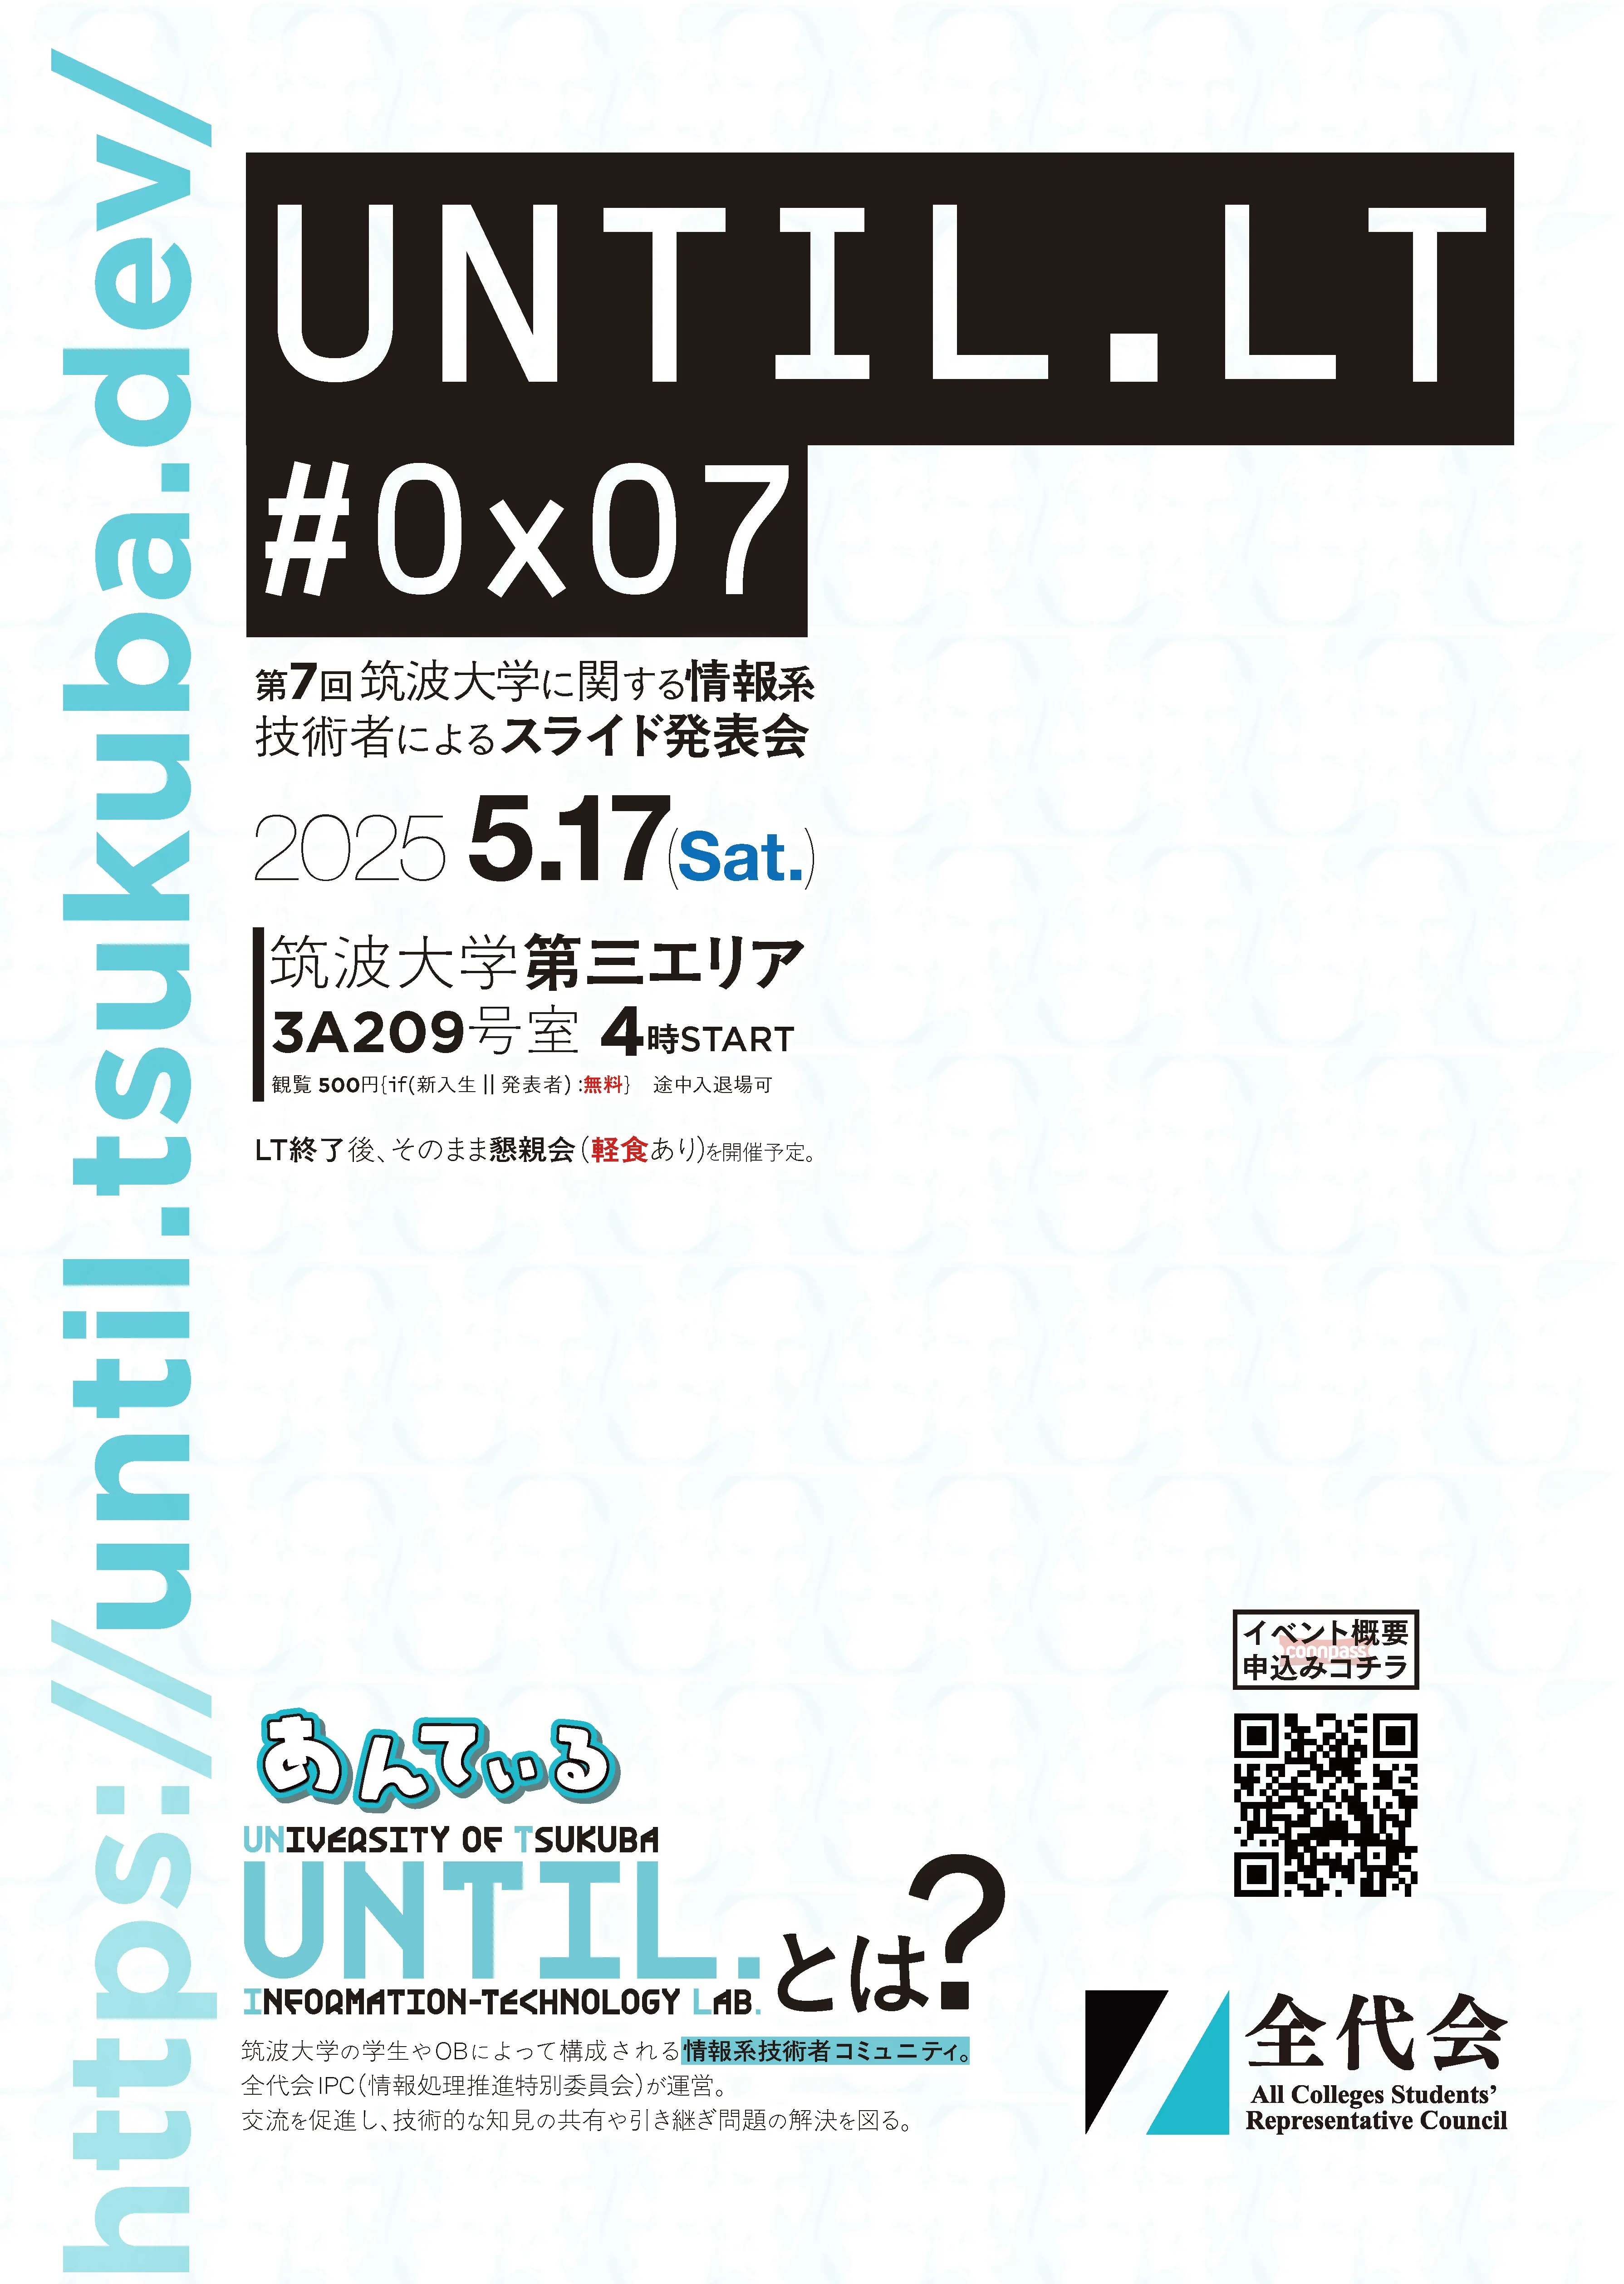 https://until.tsukuba.dev/
UNTIL.LT
#0x07
第7回 筑波大学に関する情報系
技術者によるスライド発表会
2025 5.17(Sat.)
筑波大学第三エリア
3A209号室 4時START
観覧 500円{if(新入生 || 発表者) :無料} 途中入退場可
LT終了後、そのまま懇親会(軽食あり)を開催予定。
イベント概要
connpass
申込みコチラ
あんてぃる
UNIVERSITY OF TSUKUBA
UNTIL. とは?
INFORMATION-TECHNOLOGY LAB.
筑波大学の学生やOBによって構成される情報系技術者コミュニティ。
全代会IPC(情報処理推進特別委員会)が運営。
交流を促進し、技術的な知見の共有や引き継ぎ問題の解決を図る。
全代会
All Colleges Students’
Representative Council